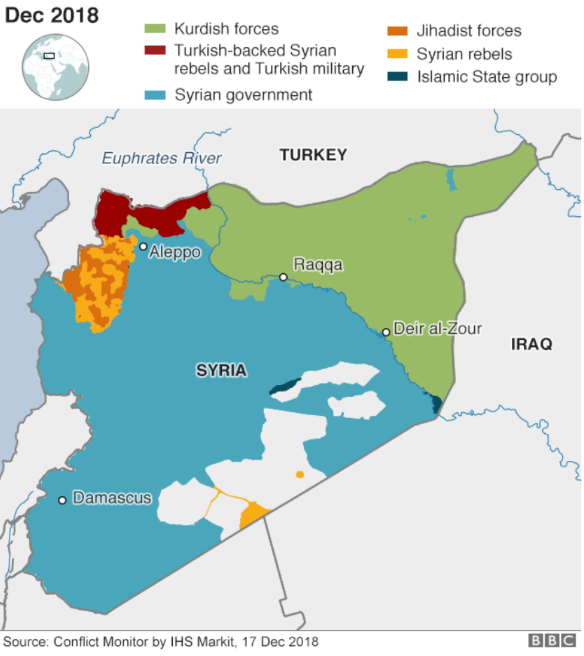 Dec 2018
Kurdish forces
Turkish-backed Syrian
rebels and Turkish military
Syrian government
Jihadist forces
Syrian rebels
Islamic State group
Euphrates River
TURKEY
Aleppo
Raqqa
Deir al-Zour
IRAQ
SYRIA
Damascus
Source: Conflict Monitor by IHS Markit, 17 Dec 2018
BBC